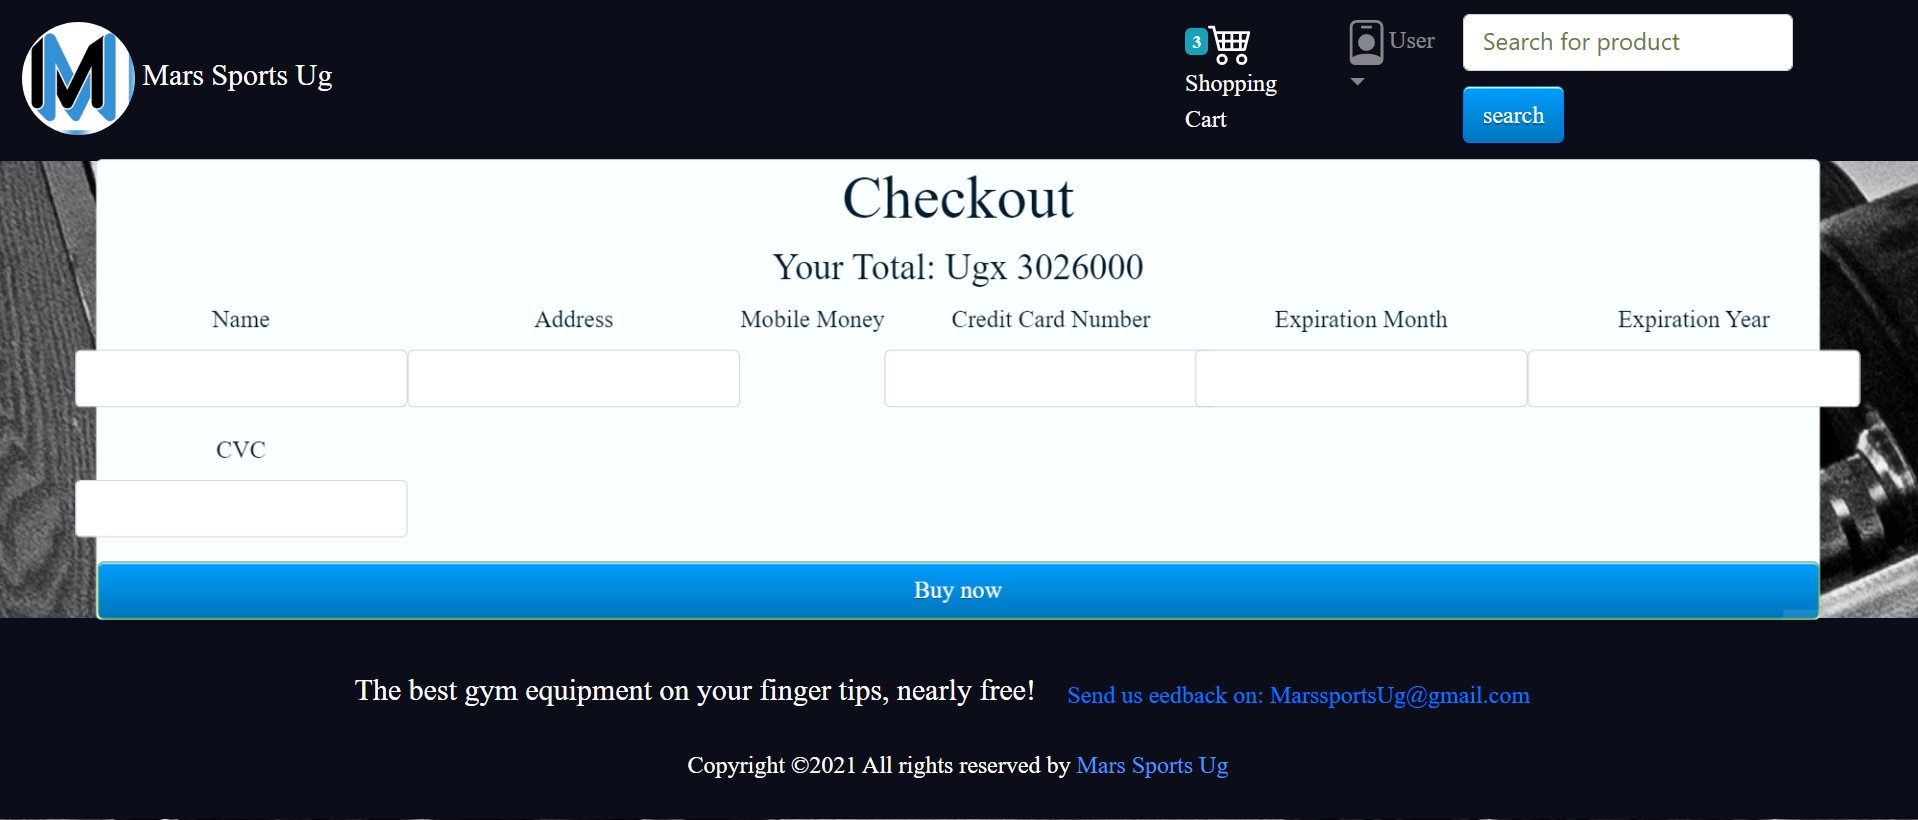 M
Mars Sports Ug
3
Shopping
Cart
User
Search for product
search
Checkout
Your Total: Ugx 3026000
Name
Address
Mobile Money
Credit Card Number
Expiration Month
Expiration Year
CVC
Buy now
The best gym equipment on your finger tips, nearly free!
Send us eedback on: MarssportsUg@gmail.com
Copyright ©2021 All rights reserved by Mars Sports Ug